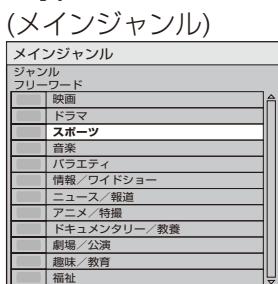 (メインジャンル)
メインジャンル
ジャンル
フリーワード
映画
ドラマ
スポーツ
音楽
バラエティ
情報／ワイドショー
ニュース／報道
アニメ／特撮
ドキュメンタリー／教養
劇場／公演
趣味／教育
福祉